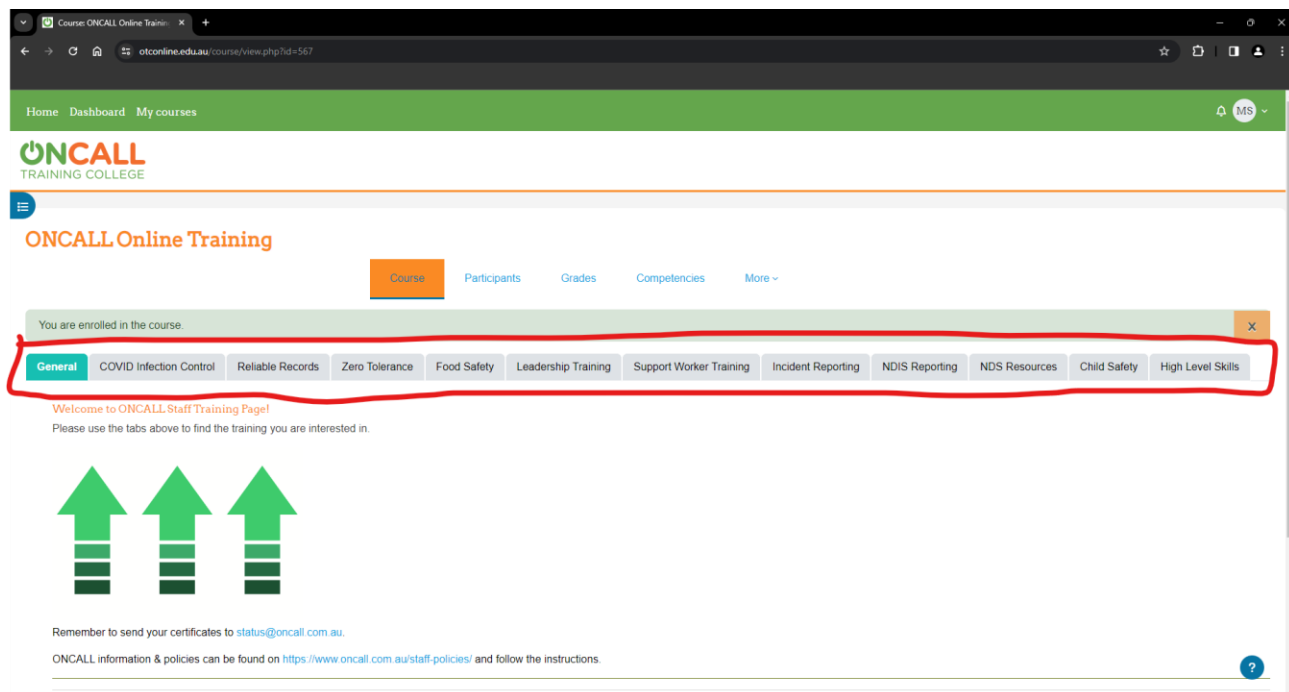 Course: ONCALL Online Trainin
otconline.edu.au/course/view.php?id=567
Home Dashboard My courses
MS
ONCALL
TRAINING COLLEGE
ONCALL Online Training
Course Participants Grades Competencies More
You are enrolled in the course.
x
General COVID Infection Control Reliable Records Zero Tolerance Food Safety Leadership Training Support Worker Training Incident Reporting NDIS Reporting NDS Resources Child Safety High Level Skills
Welcome to ONCALL Staff Training Page!
Please use the tabs above to find the training you are interested in.
Remember to send your certificates to status@oncall.com.au.
ONCALL information & policies can be found on https://www.oncall.com.au/staff-policies/ and follow the instructions.
?